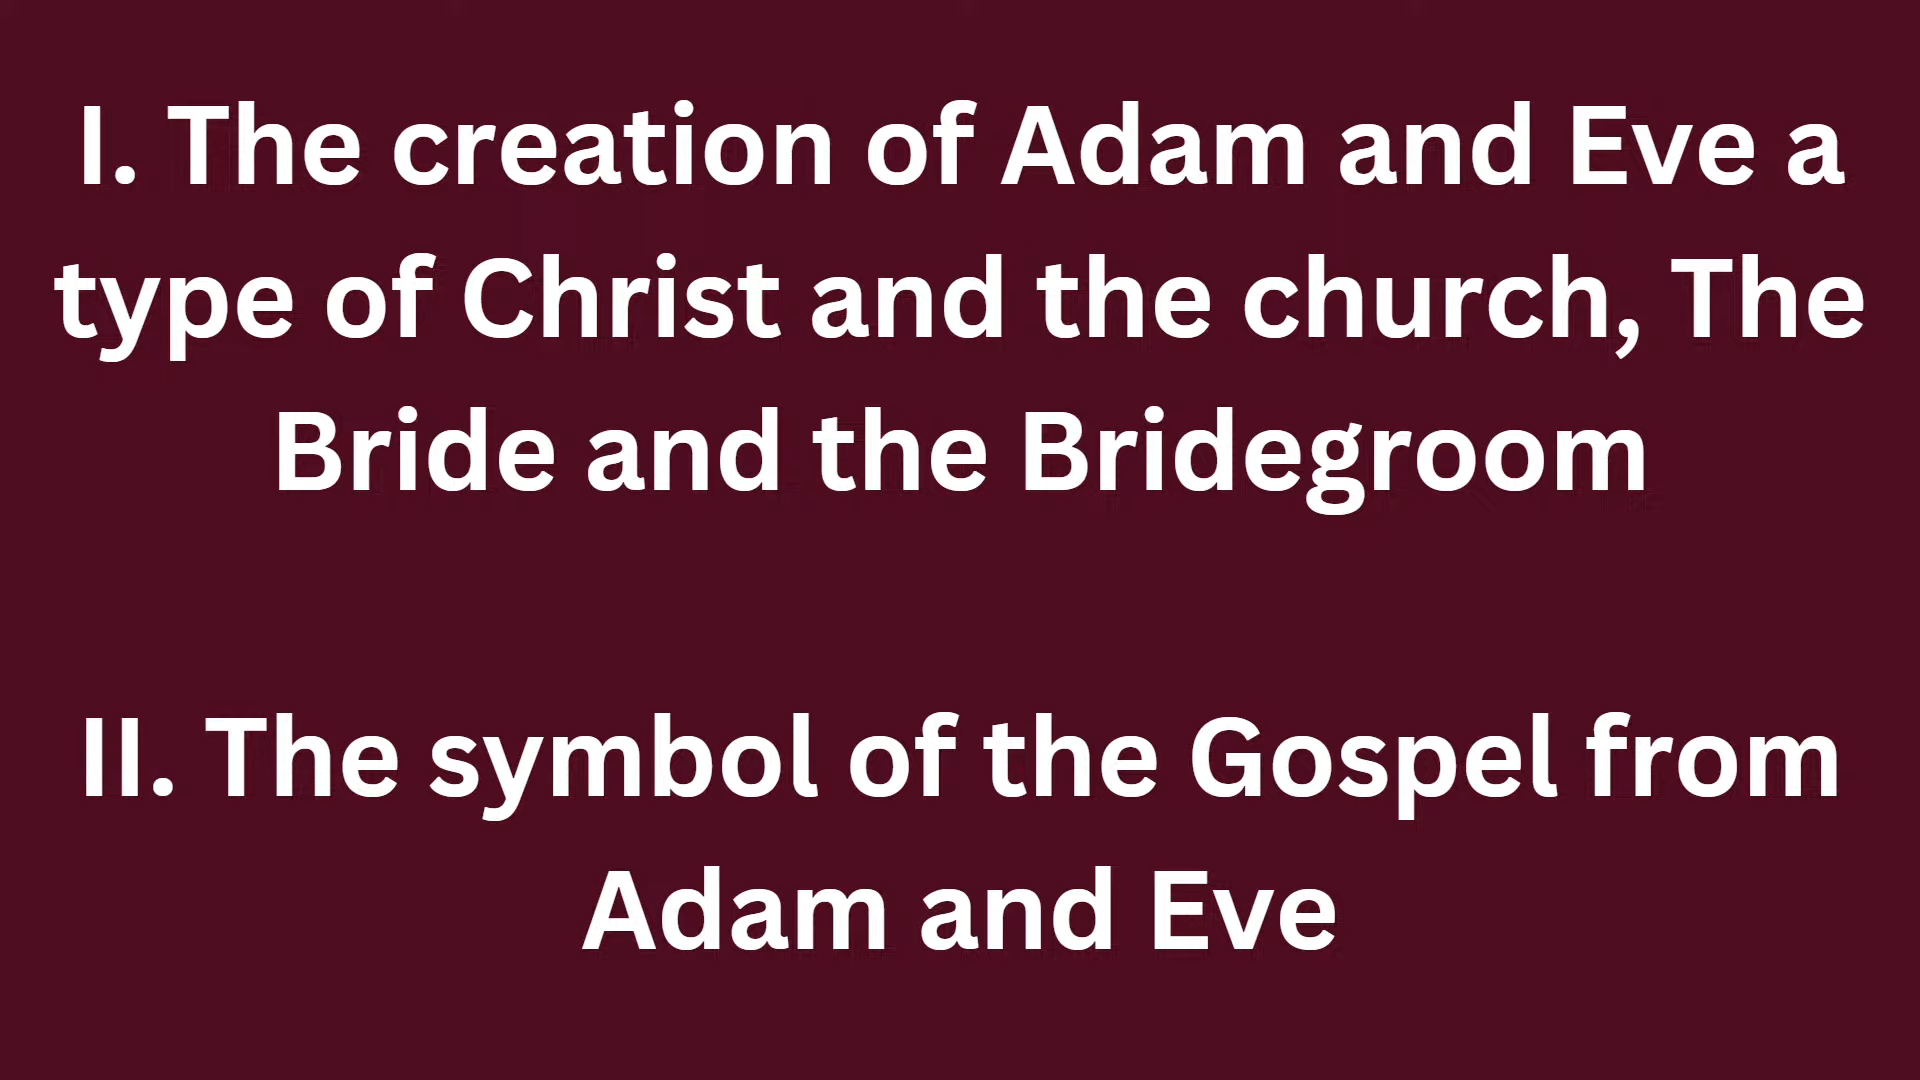 I. The creation of Adam and Eve a
type of Christ and the church, The
Bride and the Bridegroom
II. The symbol of the Gospel from
Adam and Eve